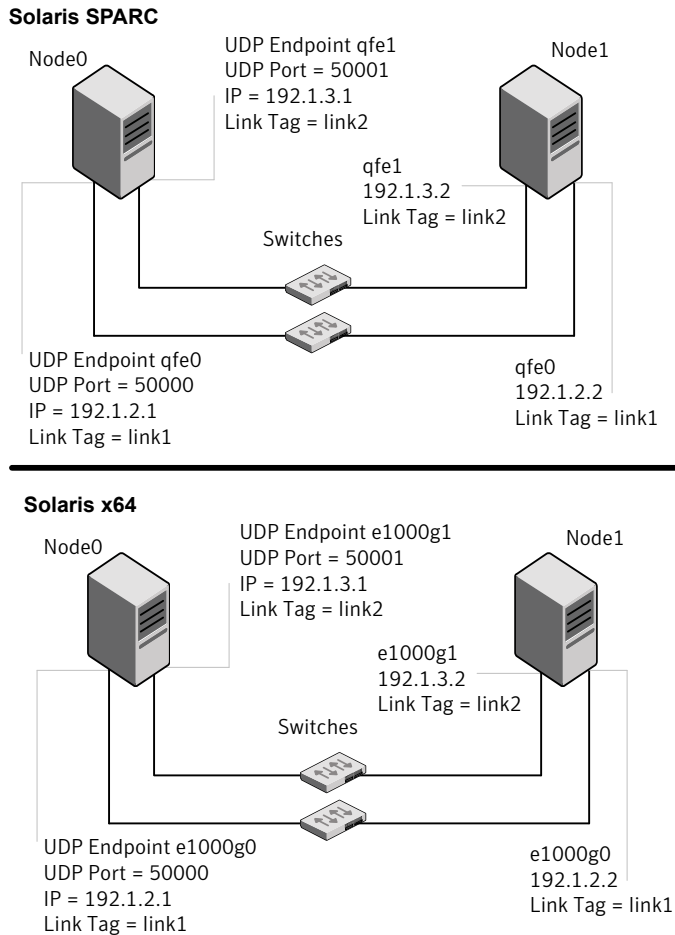 Solaris SPARC
Node0
UDP Endpoint qfe1
UDP Port = 50001
IP = 192.1.3.1
Link Tag = link2
Node1
qfe1
192.1.3.2
Link Tag = link2
Switches
UDP Endpoint qfe0
UDP Port = 50000
IP = 192.1.2.1
Link Tag = link1
qfe0
192.1.2.2
Link Tag = link1
Solaris x64
Node0
UDP Endpoint e1000g1
UDP Port = 50001
IP = 192.1.3.1
Link Tag = link2
Node1
e1000g1
192.1.3.2
Link Tag = link2
Switches
UDP Endpoint e1000g0
UDP Port = 50000
IP = 192.1.2.1
Link Tag = link1
e1000g0
192.1.2.2
Link Tag = link1